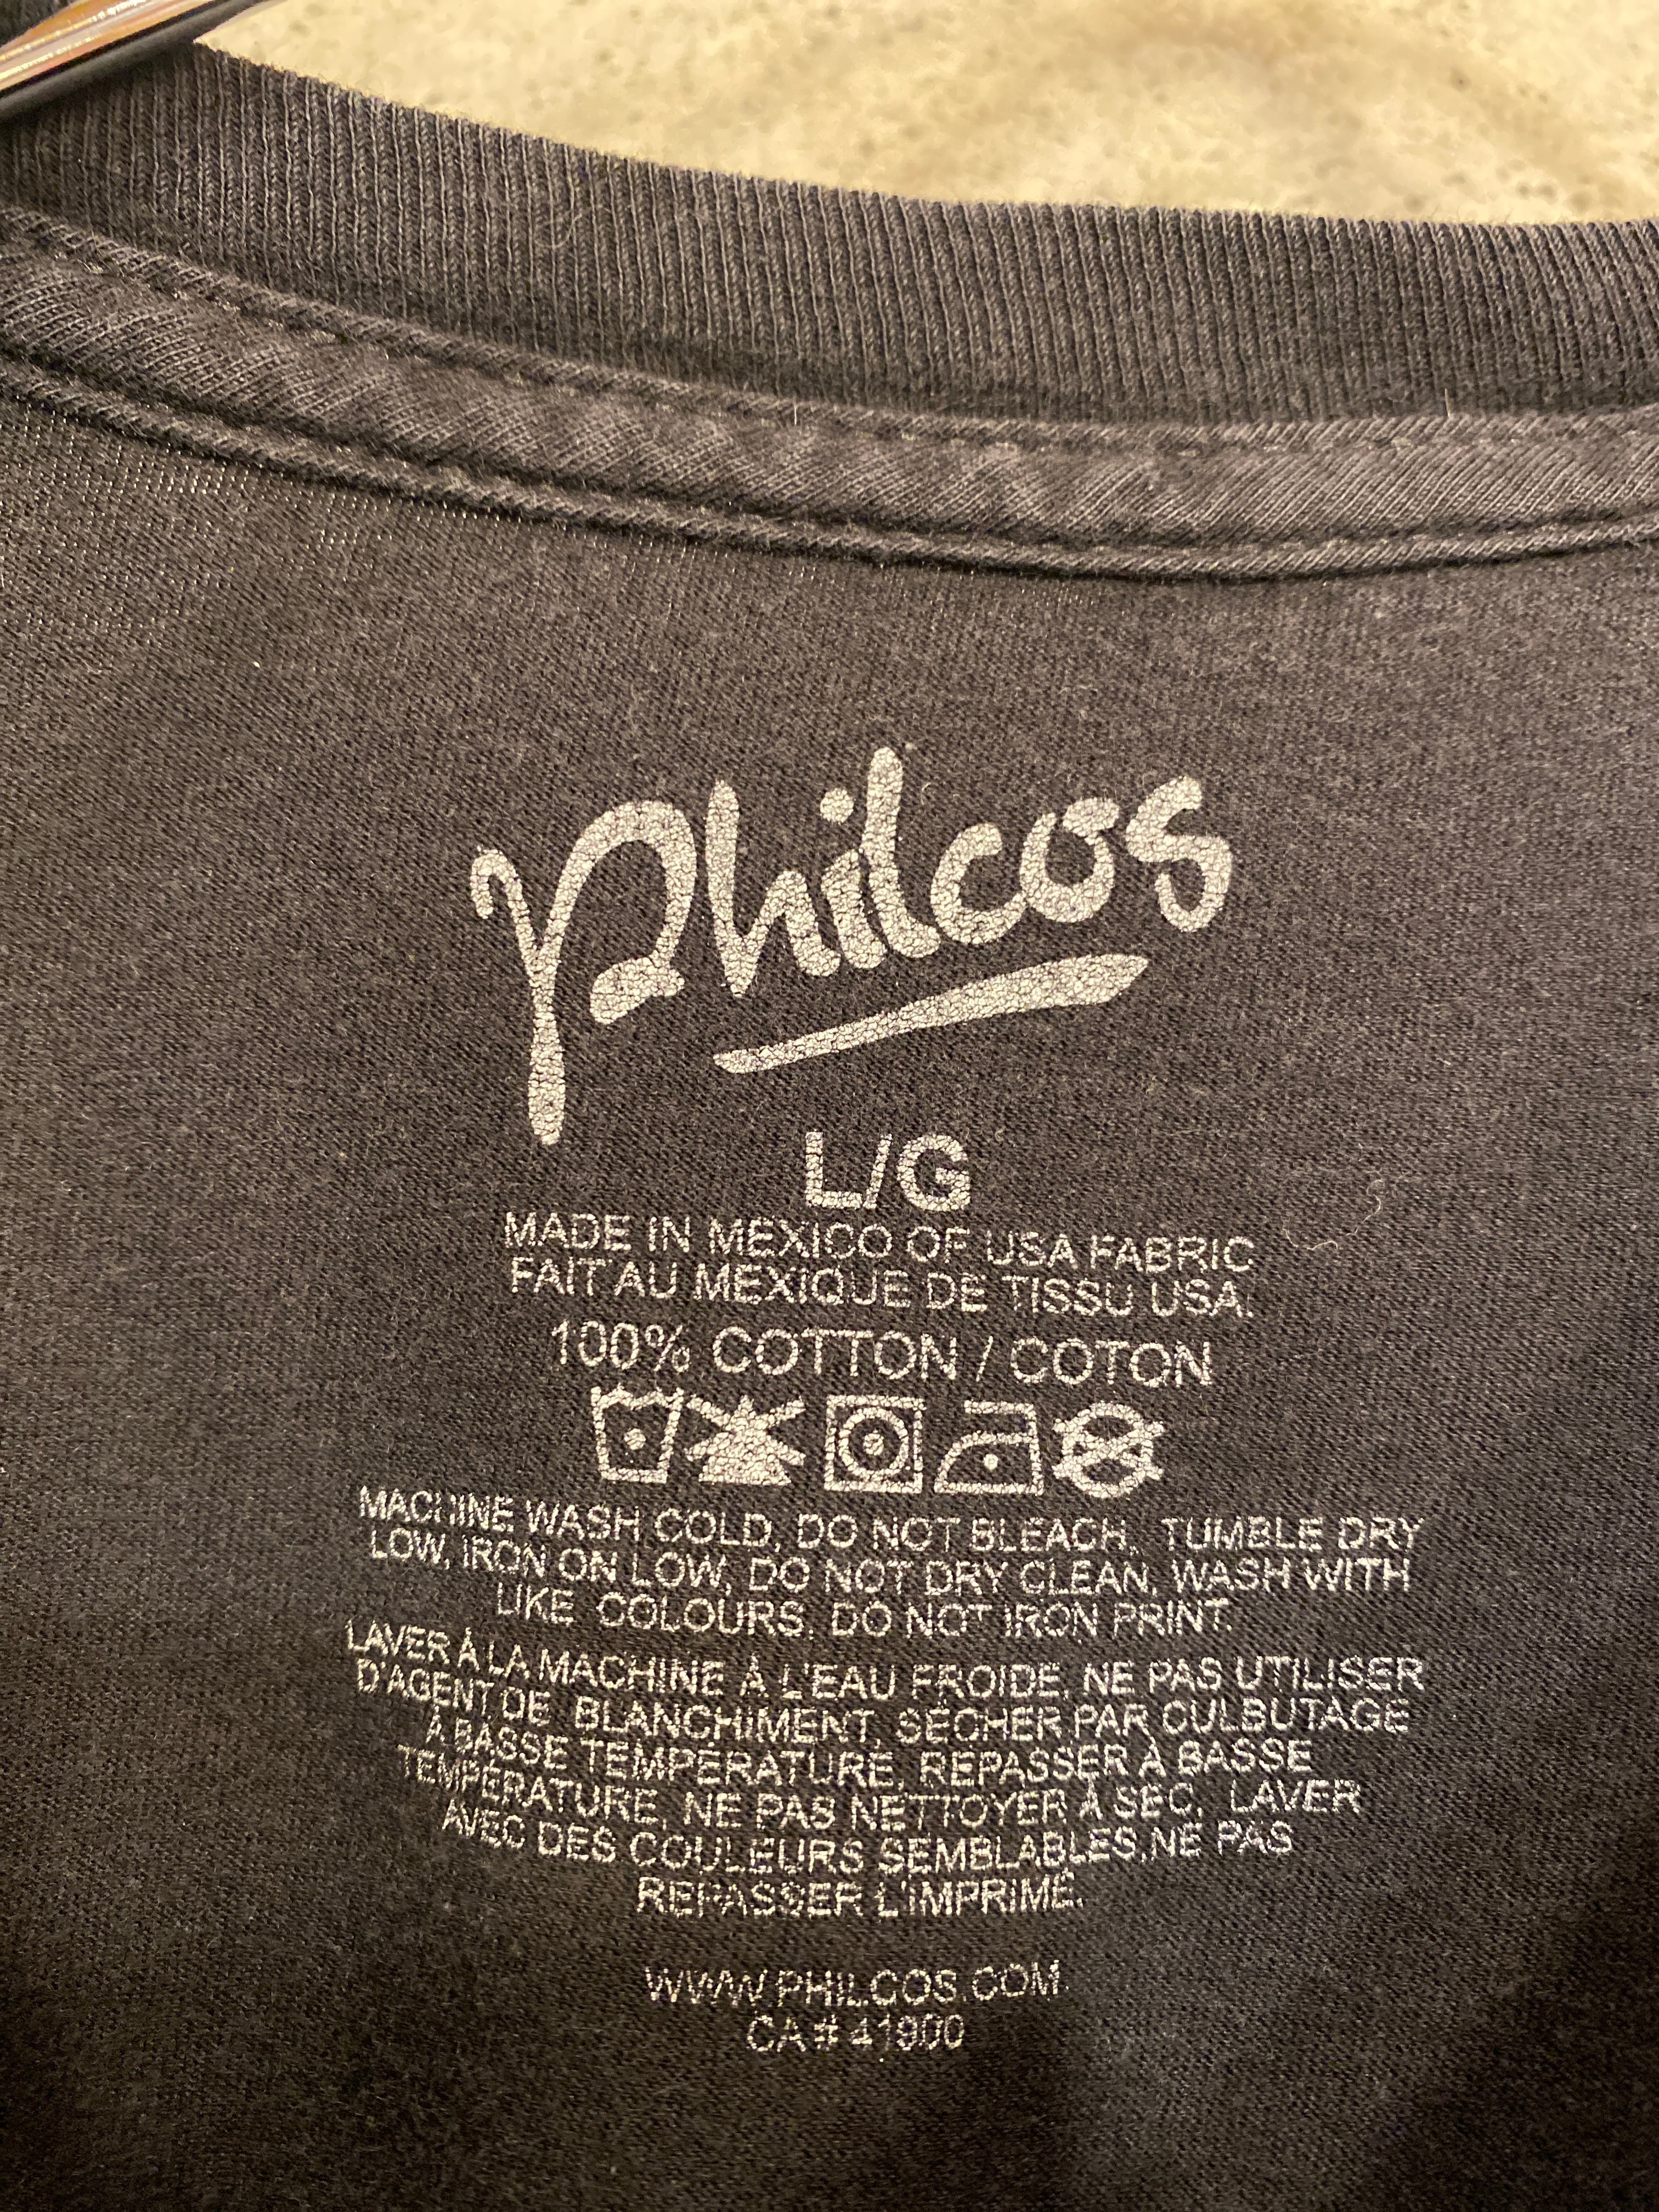 Philcos
L/G
MADE IN MEXICO OF USA FABRIC
FAIT AU MEXIQUE DE TISSU USA.
100% COTTON / COTON
MACHINE WASH COLD, DO NOT BLEACH, TUMBLE DRY
LOW, IRON ON LOW, DO NOT DRY CLEAN, WASH WITH
LIKE COLOURS, DO NOT IRON PRINT.
LAVER À LA MACHINE À L'EAU FROIDE, NE PAS UTILISER
D'AGENT DE BLANCHIMENT, SÉCHER PAR CULBUTAGE
À BASSE TEMPÉRATURE, REPASSER À BASSE
TEMPÉRATURE, NE PAS NETTOYER À SEC, LAVER
AVEC DES COULEURS SEMBLABLES, NE PAS
REPASSER L'IMPRIMÉ.
WWW.PHILCOS.COM
CA# 41900